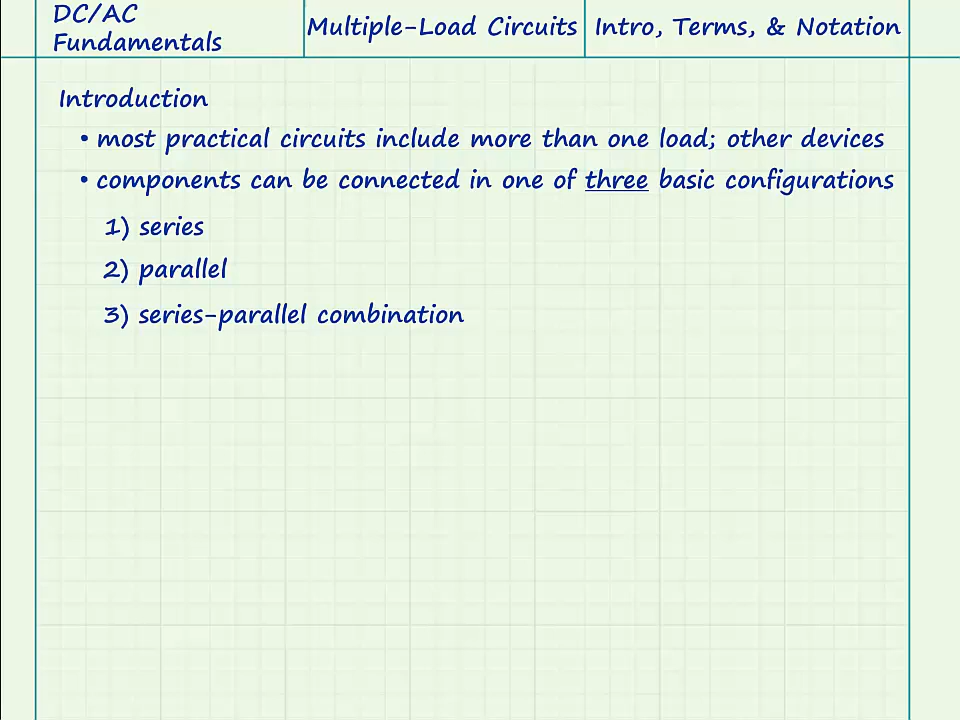 DC/AC
Fundamentals
Multiple-Load Circuits
Intro, Terms, & Notation
Introduction
• most practical circuits include more than one load; other devices
• components can be connected in one of three basic configurations
1) series
2) parallel
3) series-parallel combination